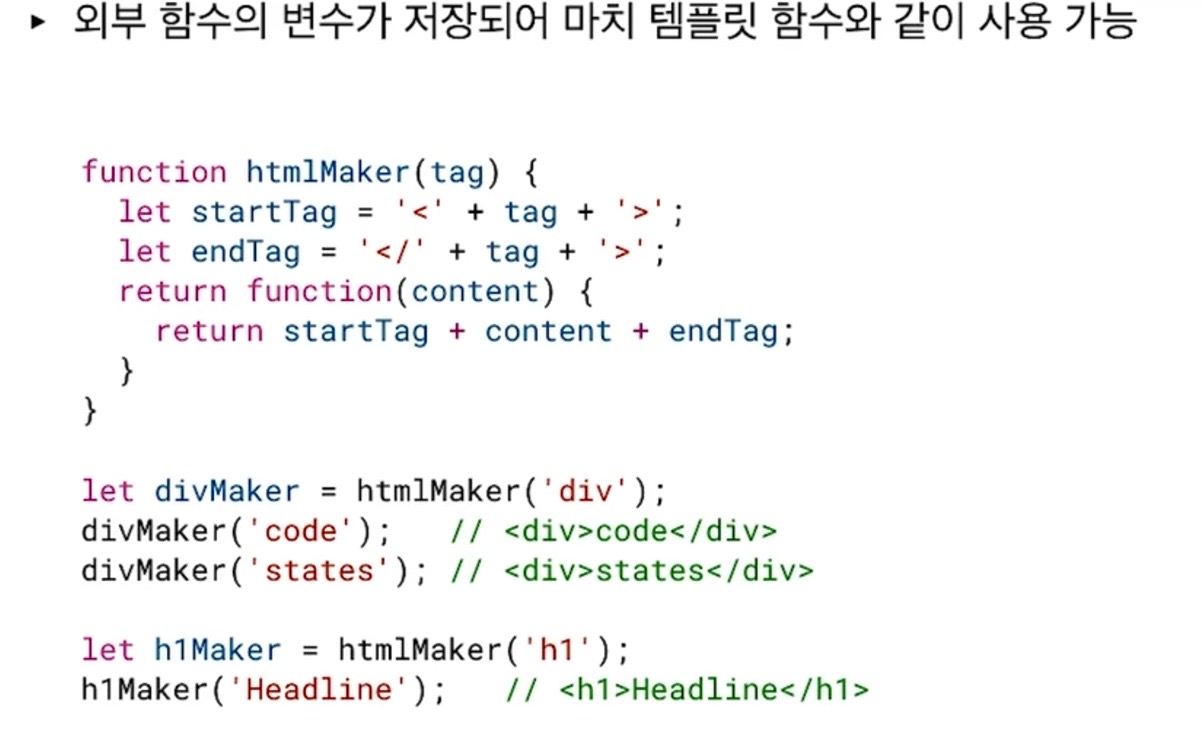 ▸ 외부 함수의 변수가 저장되어 마치 템플릿 함수와 같이 사용 가능
function htmlMaker(tag) {
  let startTag = '<' + tag + '>';
  let endTag = '</' + tag + '>';
  return function(content) {
    return startTag + content + endTag;
  }
}
let divMaker = htmlMaker('div');
divMaker('code');   // <div>code</div>
divMaker('states'); // <div>states</div>
let h1Maker = htmlMaker('h1');
h1Maker('Headline');   // <h1>Headline</h1>